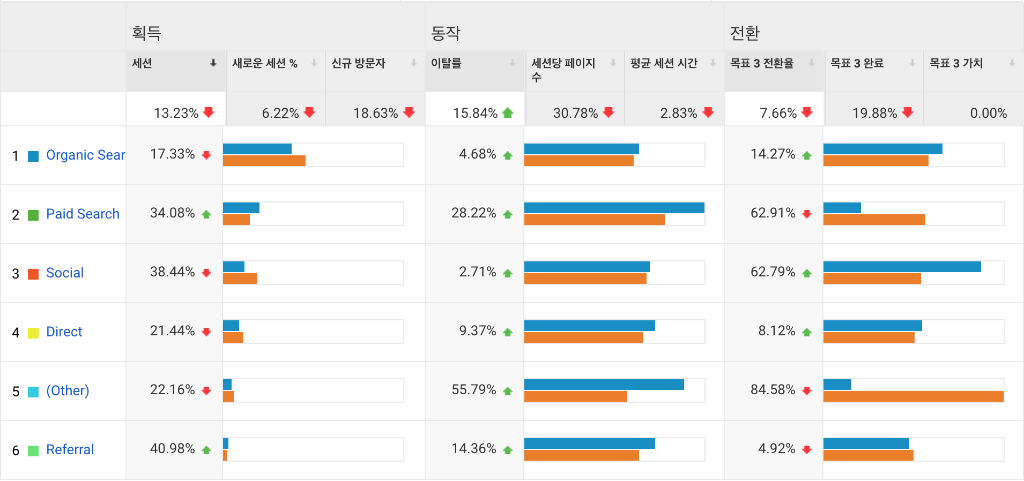 획득 동작 전환
세션 새로운 세션 % 신규 방문자 이탈률 세션당 페이지 평균 세션 시간 목표 3 전환율 목표 3 완료 목표 3 가치
수
13.23% 6.22% 18.63% 15.84% 30.78% 2.83% 7.66% 19.88% 0.00%
1 Organic Sear 17.33% 4.68% 14.27%
2 Paid Search 34.08% 28.22% 62.91%
3 Social 38.44% 2.71% 62.79%
4 Direct 21.44% 9.37% 8.12%
5 (Other) 22.16% 55.79% 84.58%
6 Referral 40.98% 14.36% 4.92%